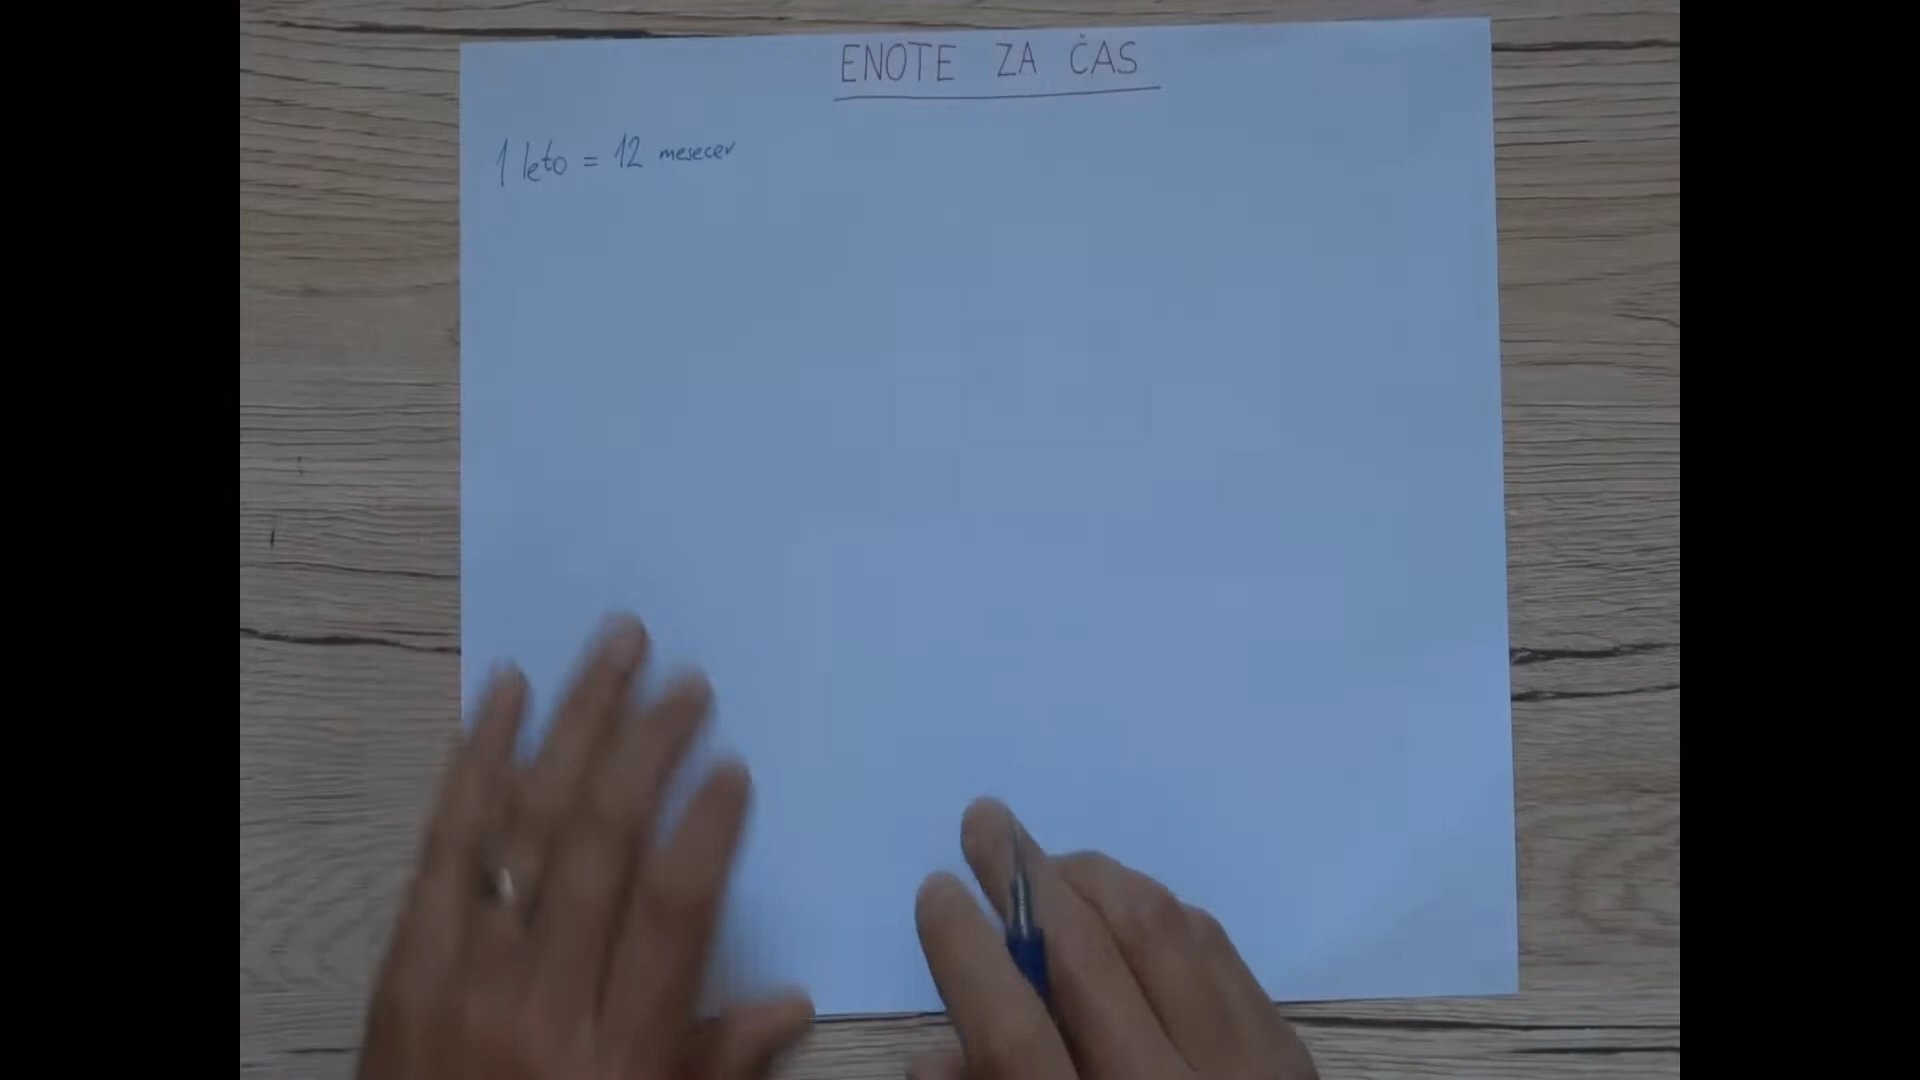 ENOTE ZA ČAS
1 leto = 12 mesecev